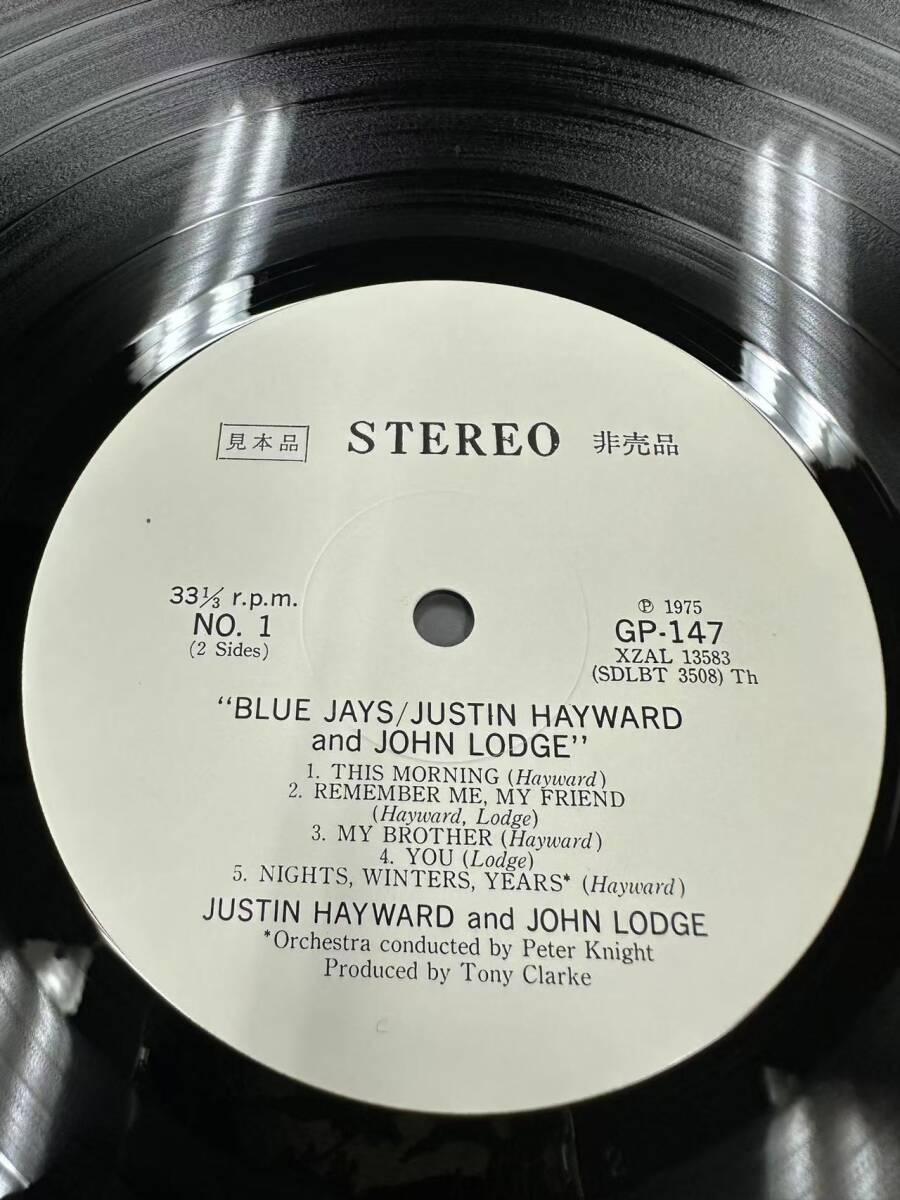 見本品 STEREO 非売品
33⅓ r.p.m.
NO. 1
(2 Sides)
Ⓟ 1975
GP-147
XZAL 13583
(SDLBT 3508) Th
"BLUE JAYS/JUSTIN HAYWARD
and JOHN LODGE"
1. THIS MORNING (Hayward)
2. REMEMBER ME, MY FRIEND
(Hayward, Lodge)
3. MY BROTHER (Hayward)
4. YOU (Lodge)
5. NIGHTS, WINTERS, YEARS* (Hayward)
JUSTIN HAYWARD and JOHN LODGE
*Orchestra conducted by Peter Knight
Produced by Tony Clarke